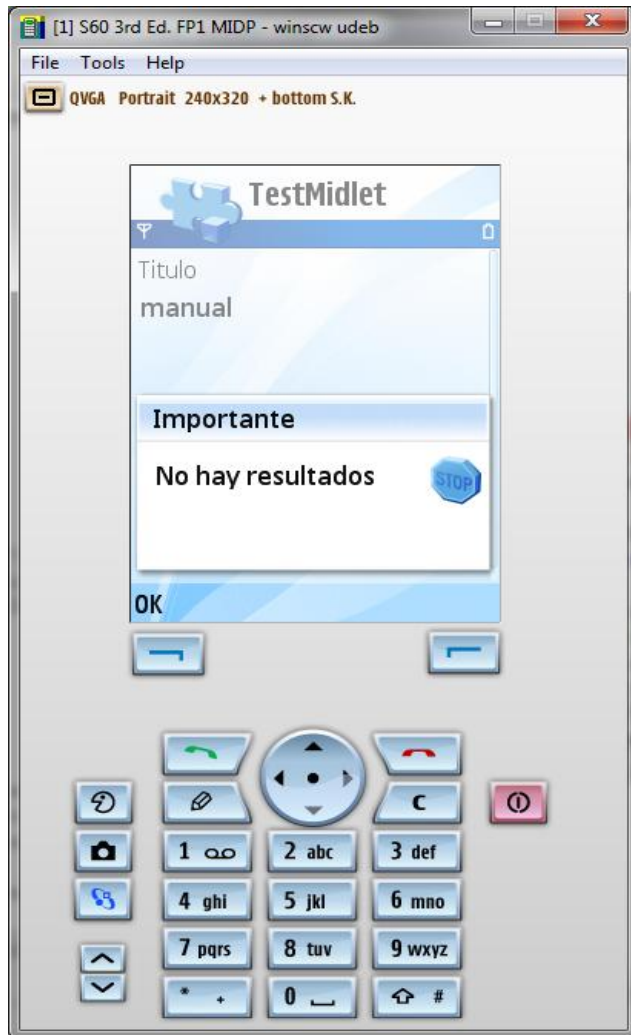 [1] S60 3rd Ed. FP1 MIDP - winscw udeb
File Tools Help
QVGA Portrait 240x320 + bottom S.K.
TestMidlet
Titulo
manual
Importante
No hay resultados
STOP
OK
C
1 2 abc 3 def
4 ghi 5 jkl 6 mno
7 pqrs 8 tuv 9 wxyz
* + 0 #